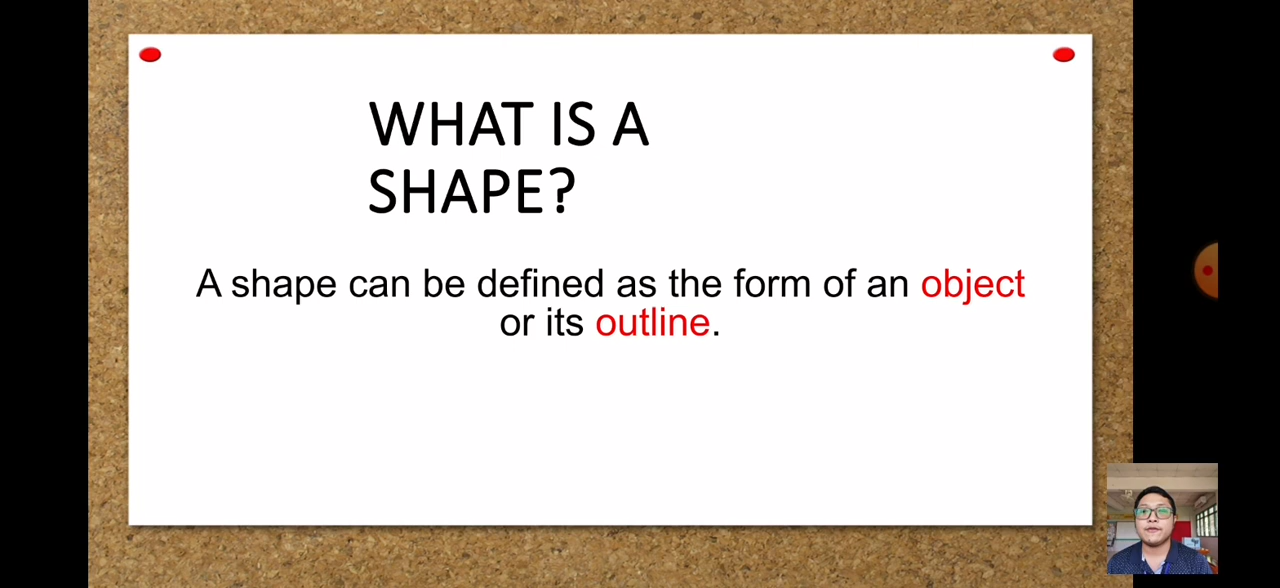 WHAT IS A
SHAPE?
A shape can be defined as the form of an object
or its outline.